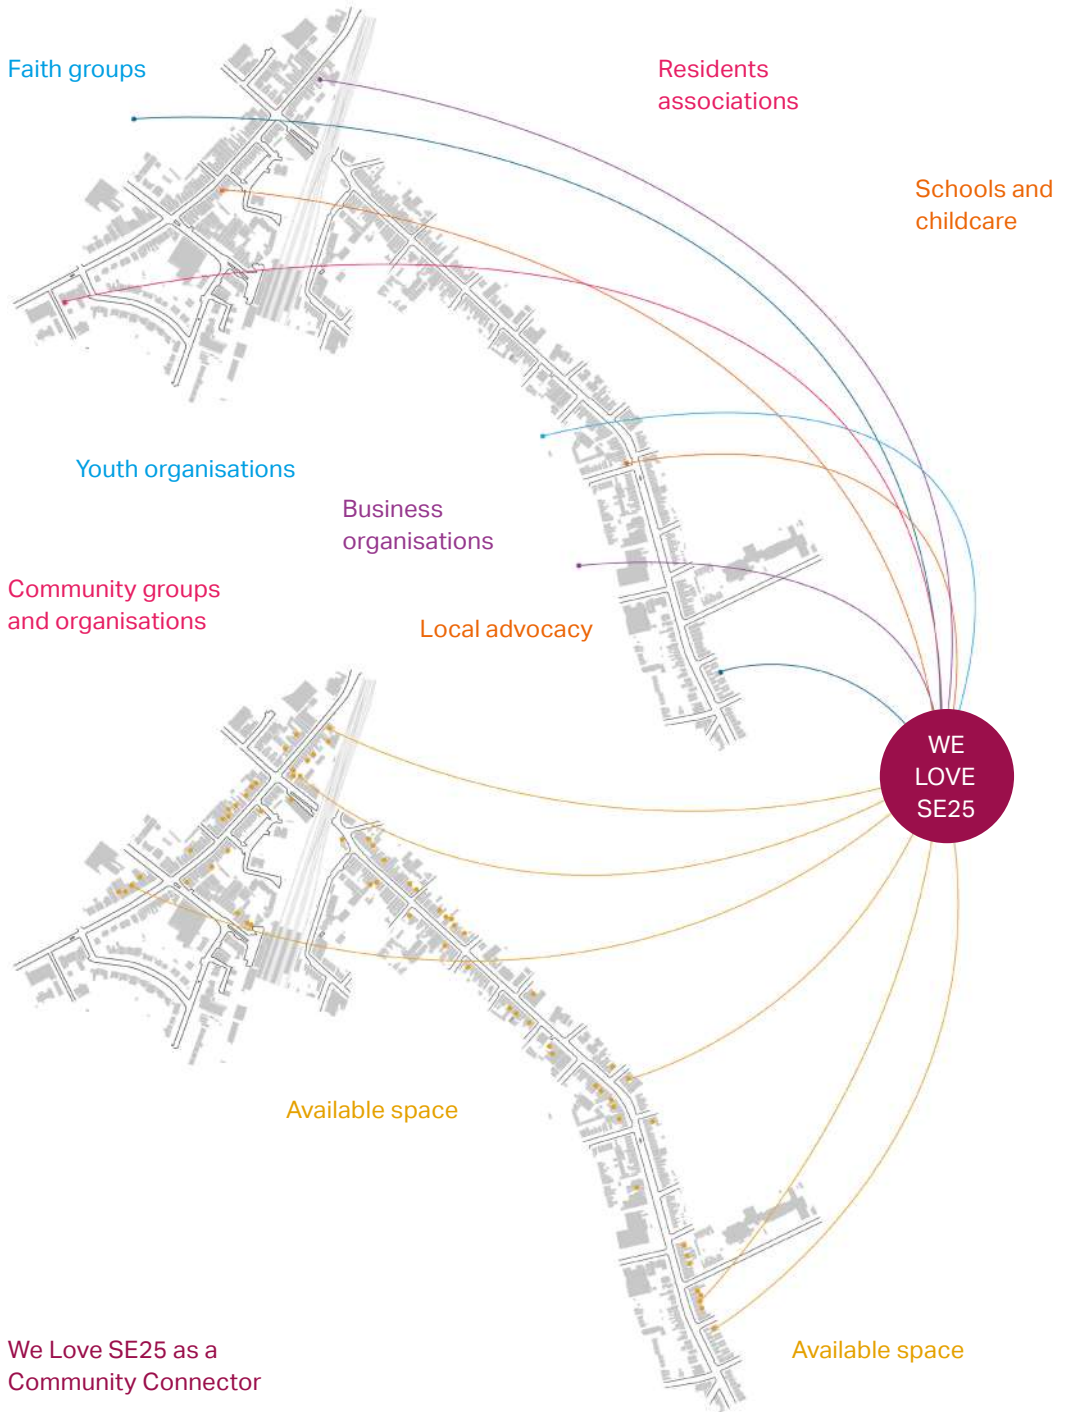 Faith groups
Residents
associations
Schools and
childcare
Youth organisations
Business
organisations
Community groups
and organisations
Local advocacy
WE
LOVE
SE25
Available space
We Love SE25 as a
Community Connector
Available space